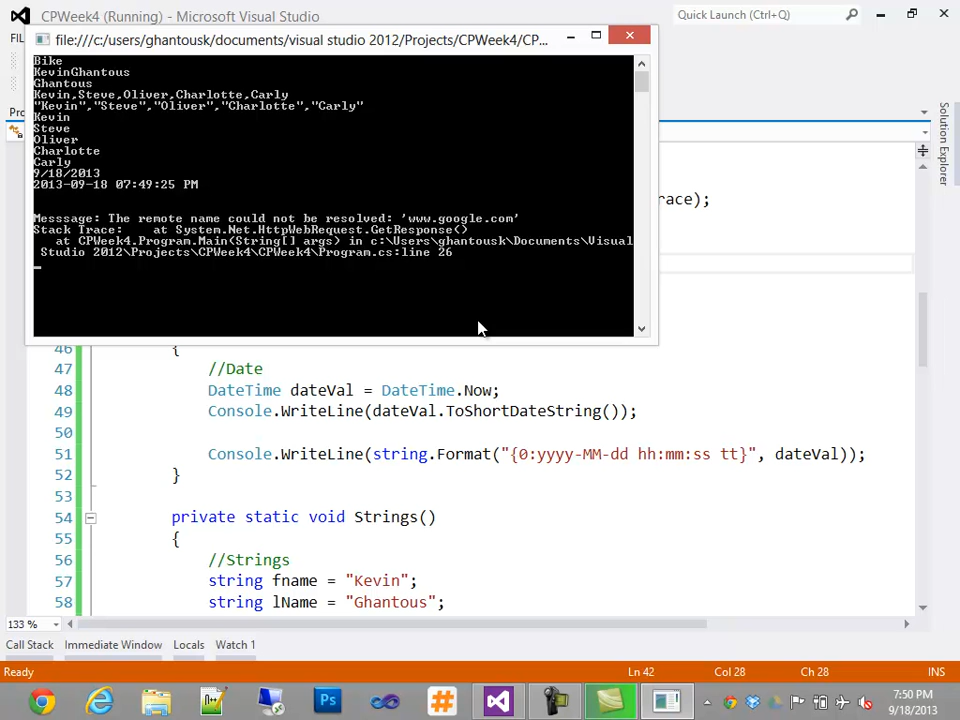 CPWeek4 (Running) - Microsoft Visual Studio
Quick Launch (Ctrl+Q)
FIL
file:///c:/users/ghantousk/documents/visual studio 2012/Projects/CPWeek4/CP...
Bike
KevinGhantous
Ghantous
Kevin,Steve,Oliver,Charlotte,Carly
"Kevin","Steve","Oliver","Charlotte","Carly"
Kevin
Steve
Oliver
Charlotte
Carly
9/18/2013
2013-09-18 07:49:25 PM
Messsage: The remote name could not be resolved: 'www.google.com'
Stack Trace:    at System.Net.HttpWebRequest.GetResponse()
at CPWeek4.Program.Main(String[] args) in c:\Users\ghantousk\Documents\Visual
Studio 2012\Projects\CPWeek4\CPWeek4\Program.cs:line 26
Pro
Solution Explorer
race);
46 {
47 //Date
48 DateTime dateVal = DateTime.Now;
49 Console.WriteLine(dateVal.ToShortDateString());
50
51 Console.WriteLine(string.Format("{0:yyyy-MM-dd hh:mm:ss tt}", dateVal));
52 }
53
54 private static void Strings()
55 {
56 //Strings
57 string fname = "Kevin";
58 string lName = "Ghantous";
133 %
Call Stack Immediate Window Locals Watch 1
Ready Ln 42 Col 28 Ch 28 INS
Ps
7:50 PM
9/18/2013